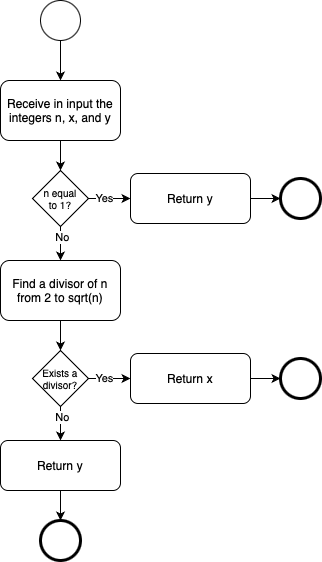 Receive in input the
integers n, x, and y
n equal
to 1?
Yes
Return y
No
Find a divisor of n
from 2 to sqrt(n)
Exists a
divisor?
Yes
Return x
No
Return y